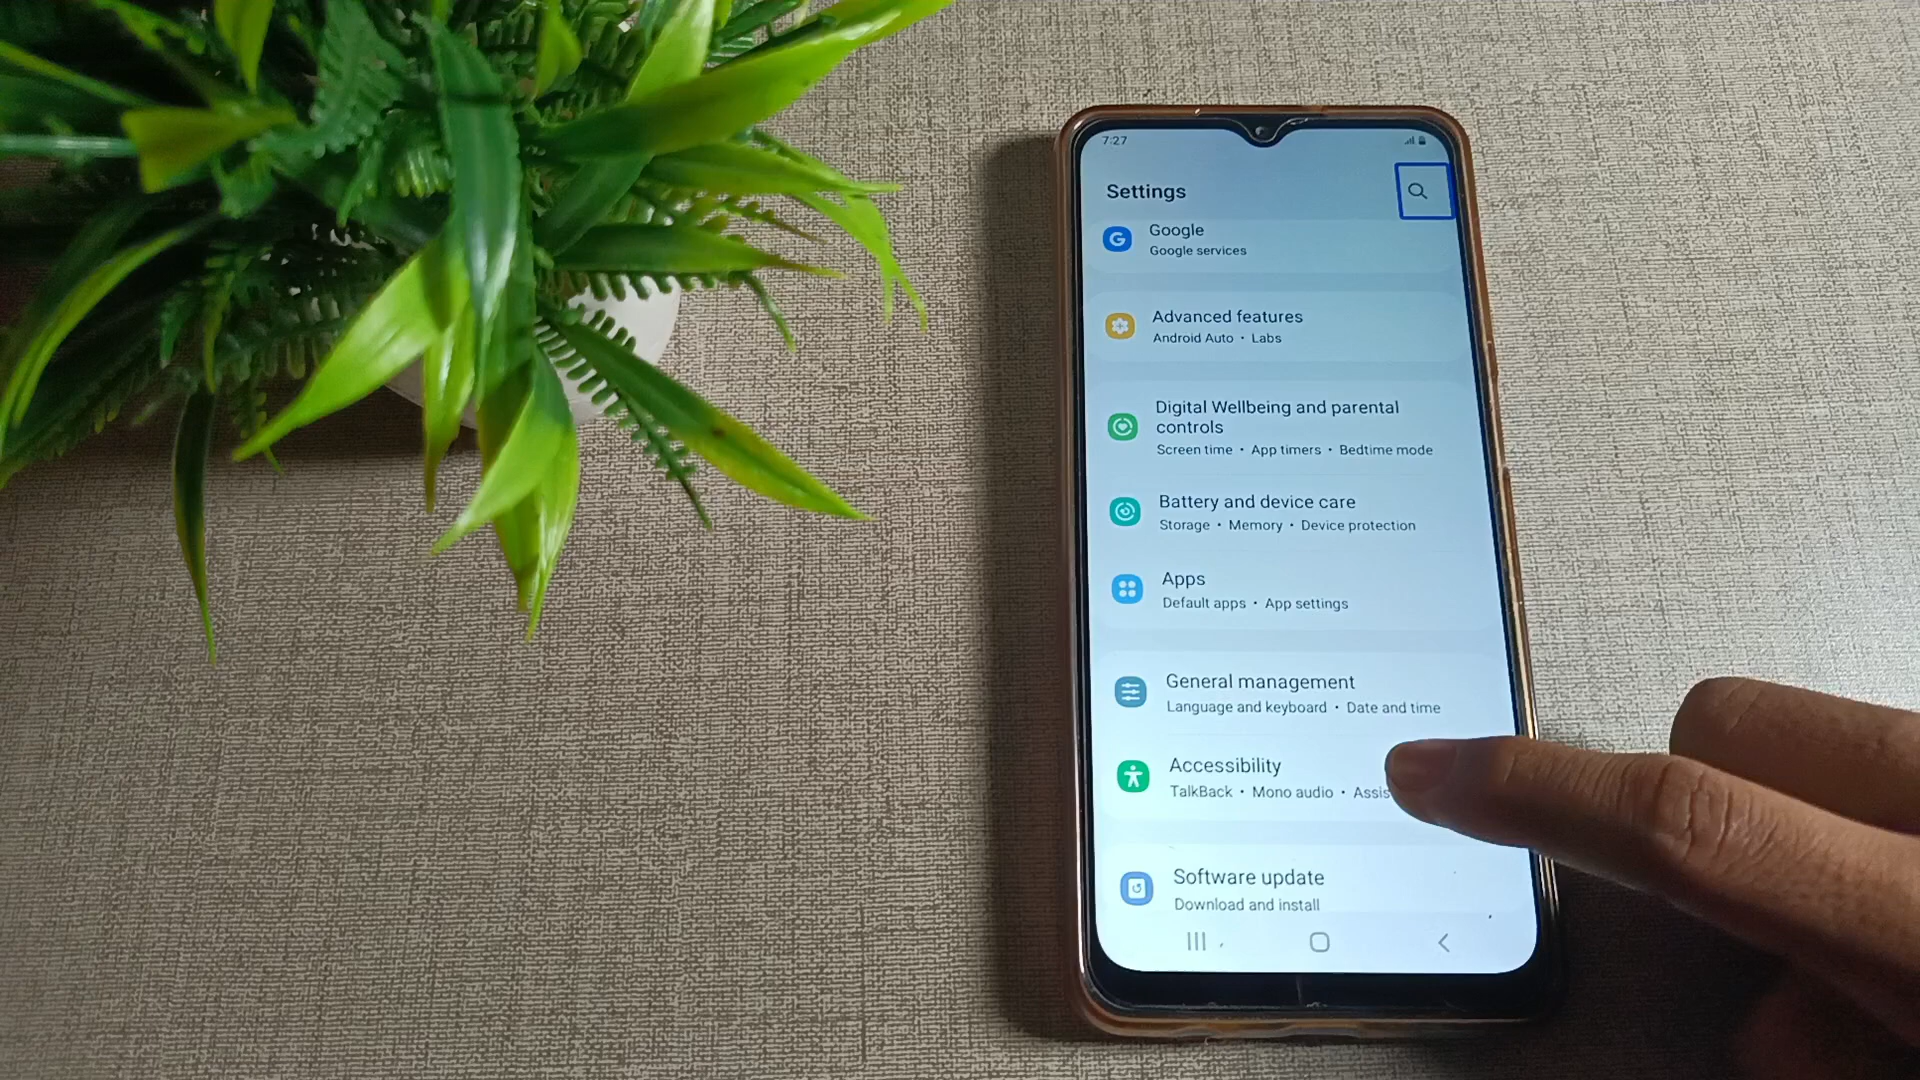 7:27
Settings
Google
Google services
Advanced features
Android Auto • Labs
Digital Wellbeing and parental
controls
Screen time • App timers • Bedtime mode
Battery and device care
Storage • Memory • Device protection
Apps
Default apps • App settings
General management
Language and keyboard • Date and time
Accessibility
TalkBack • Mono audio • Assis
Software update
Download and install